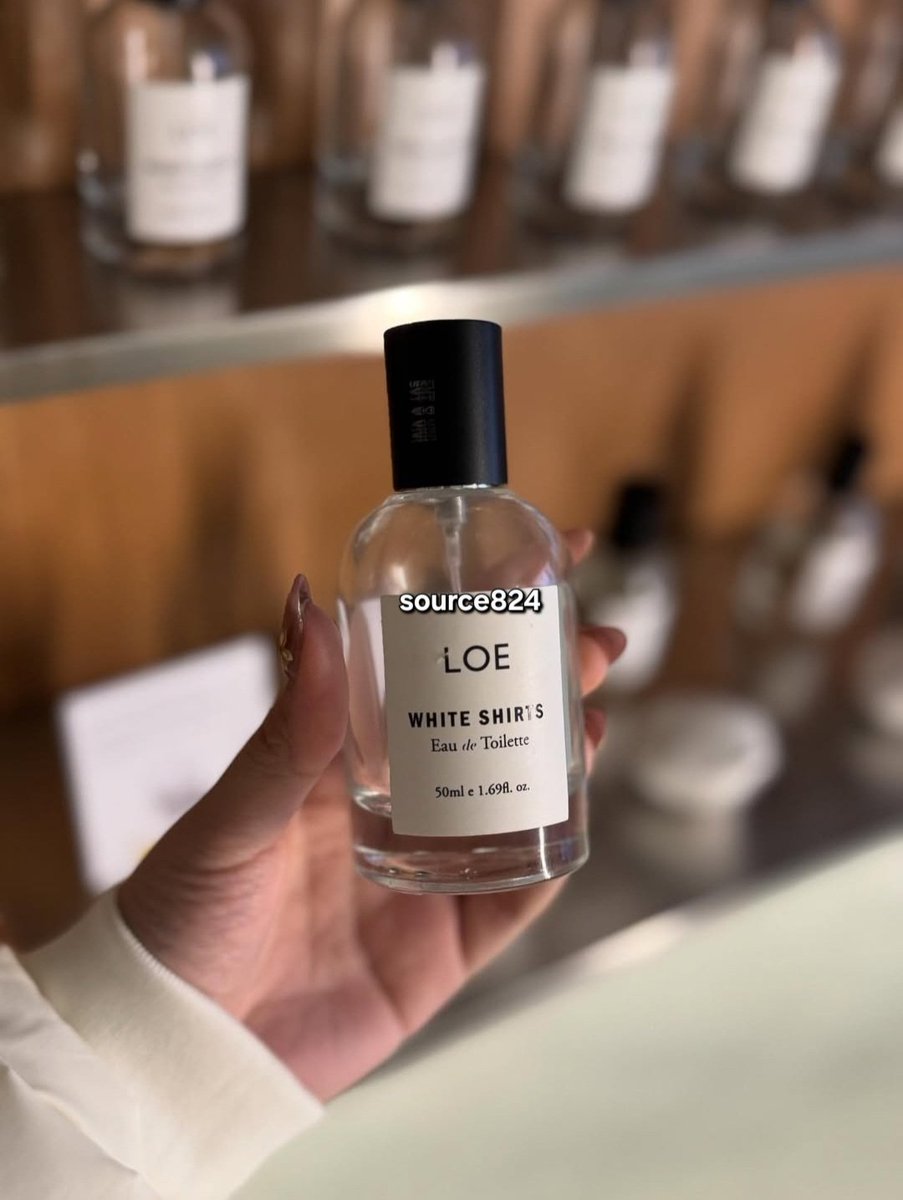 source824
LOE
WHITE SHIRTS
Eau de Toilette
50ml e 1.69fl. oz.